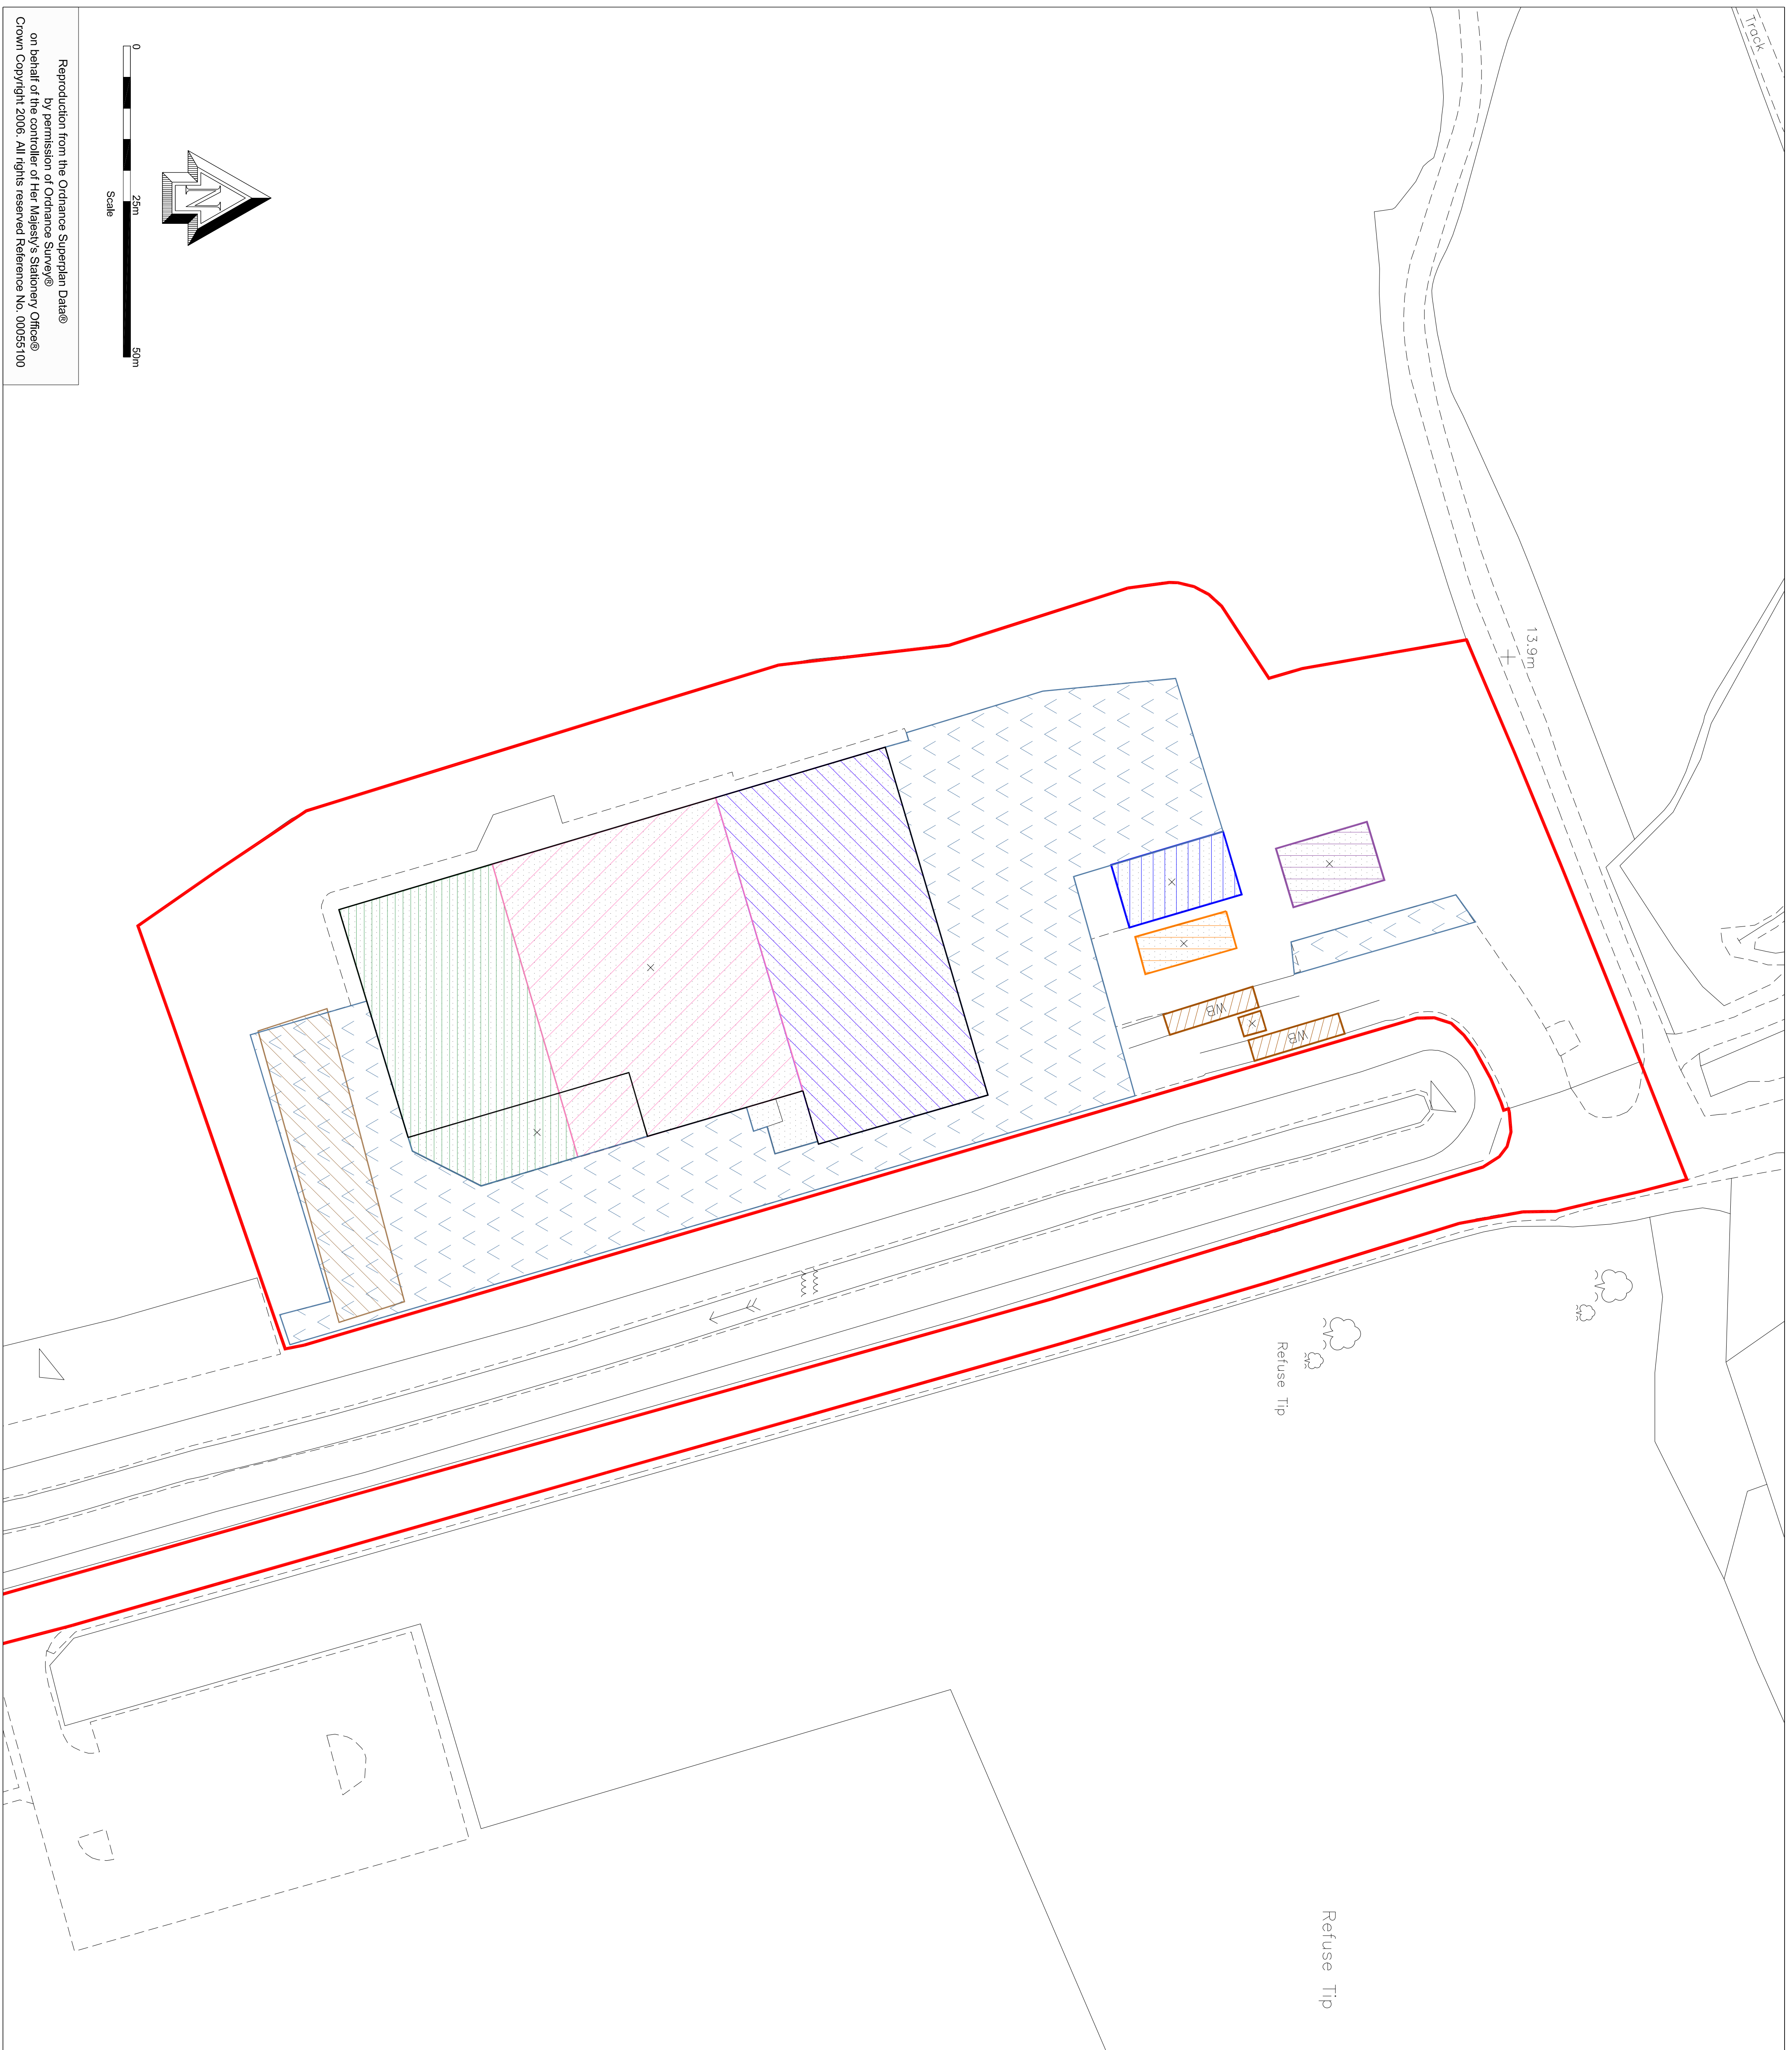 Track
13.9m
WB
WB
Refuse Tip
Refuse Tip
N
0
25m
50m
Scale
Reproduction from the Ordnance Superplan Data®
by permission of Ordnance Survey®
on behalf of the controller of Her Majesty's Stationery Office®
Crown Copyright 2006. All rights reserved Reference No. 00055100